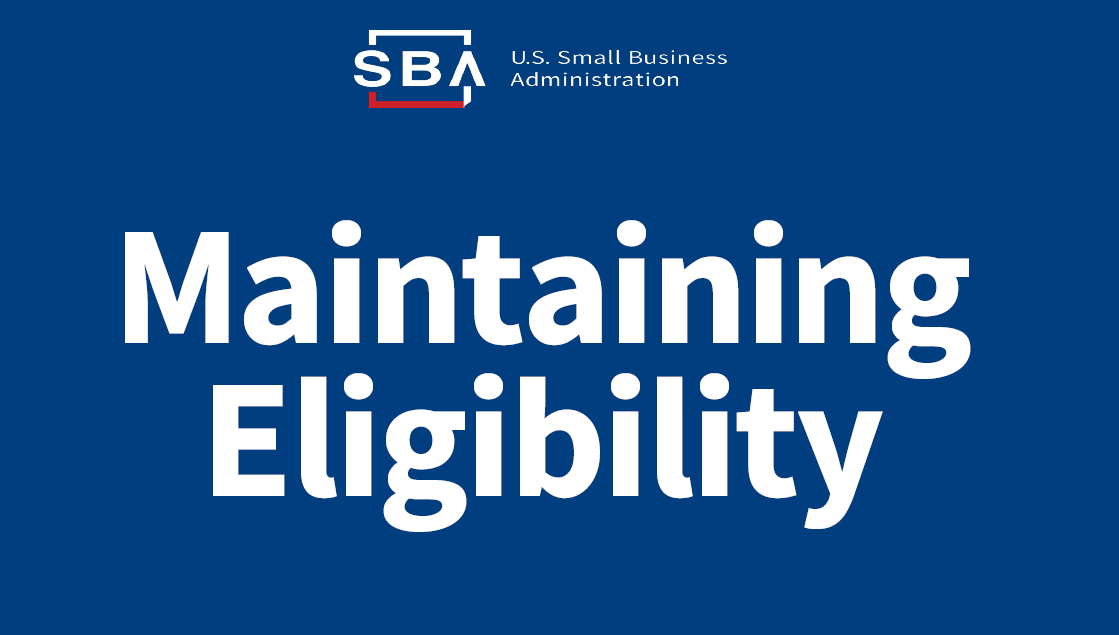 SBA
U.S. Small Business
Administration
Maintaining
Eligibility